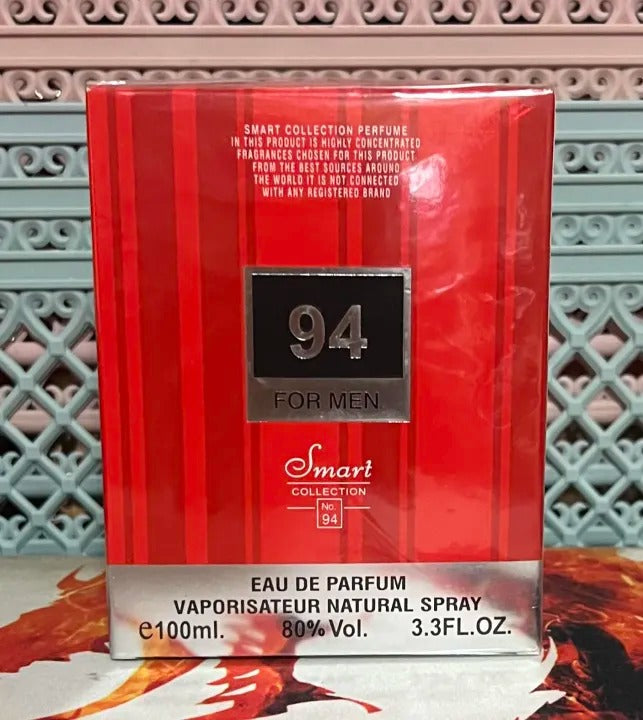 SMART COLLECTION PERFUME
IN THIS PRODUCT IS HIGHLY CONCENTRATED
FRAGRANCES CHOSEN FOR THIS PRODUCT
FROM THE BEST SOURCES AROUND
THE WORLD IT IS NOT CONNECTED
WITH ANY REGISTERED BRAND
94
FOR MEN
Smart
COLLECTION
No.
94
EAU DE PARFUM
VAPORISATEUR NATURAL SPRAY
e100ml. 80% Vol. 3.3FL.OZ.